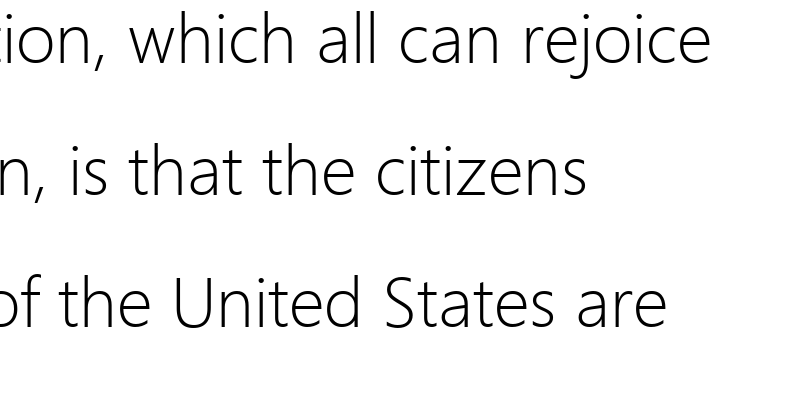 tion, which all can rejoice
n, is that the citizens
of the United States are